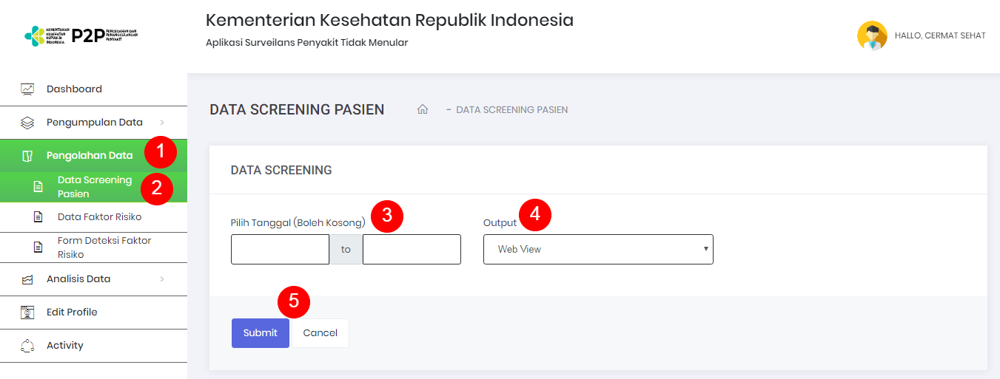 KEMENTERIAN
KESEHATAN
REPUBLIK
INDONESIA
P2P
PENCEGAHAN DAN
PENANGGULANGAN
PENYAKIT
Kementerian Kesehatan Republik Indonesia
Aplikasi Surveilans Penyakit Tidak Menular
HALLO, CERMAT SEHAT
Dashboard
Pengumpulan Data >
Pengolahan Data 1
Data Screening
Pasien
2
Data Faktor Risiko
Form Deteksi Faktor
Risiko
Analisis Data >
Edit Profile
Activity
DATA SCREENING PASIEN - DATA SCREENING PASIEN
DATA SCREENING
Pilih Tanggal (Boleh Kosong) 3
to
Output 4
Web View
5
Submit Cancel